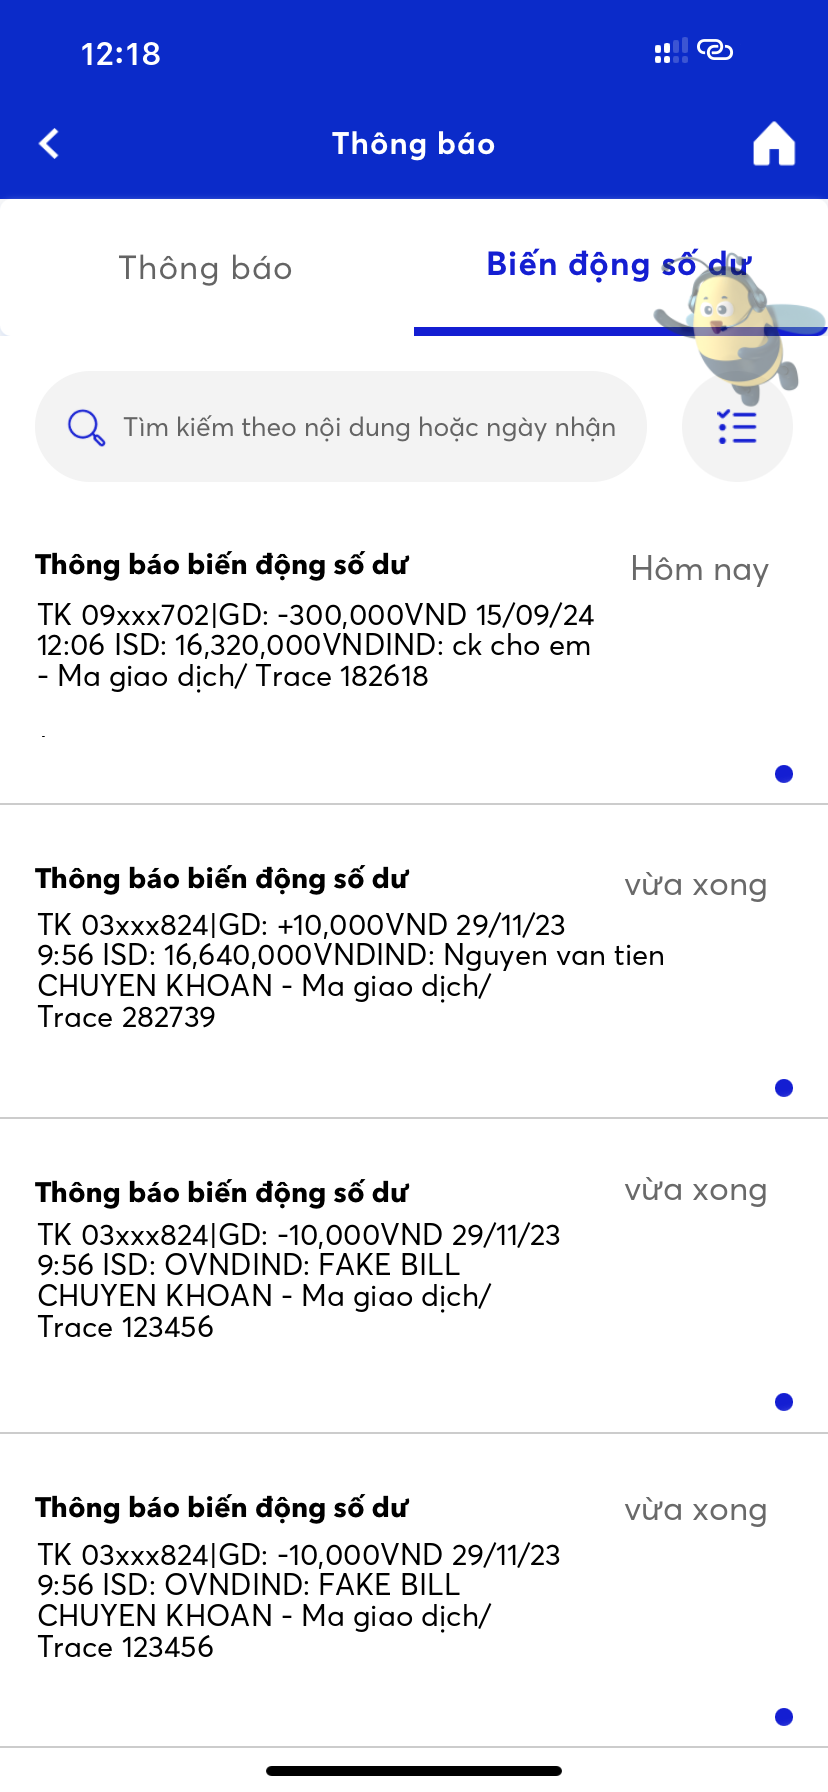 12:18
Thông báo
Thông báo
Biến động số dư
Tìm kiếm theo nội dung hoặc ngày nhận
Thông báo biến động số dư
Hôm nay
TK 09xxx702|GD: -300,000VND 15/09/24
12:06 ISD: 16,320,000VNDIND: ck cho em
- Ma giao dịch/ Trace 182618
Thông báo biến động số dư
vừa xong
TK 03xxx824|GD: +10,000VND 29/11/23
9:56 ISD: 16,640,000VNDIND: Nguyen van tien
CHUYEN KHOAN - Ma giao dịch/
Trace 282739
Thông báo biến động số dư
vừa xong
TK 03xxx824|GD: -10,000VND 29/11/23
9:56 ISD: OVNDIND: FAKE BILL
CHUYEN KHOAN - Ma giao dịch/
Trace 123456
Thông báo biến động số dư
vừa xong
TK 03xxx824|GD: -10,000VND 29/11/23
9:56 ISD: OVNDIND: FAKE BILL
CHUYEN KHOAN - Ma giao dịch/
Trace 123456